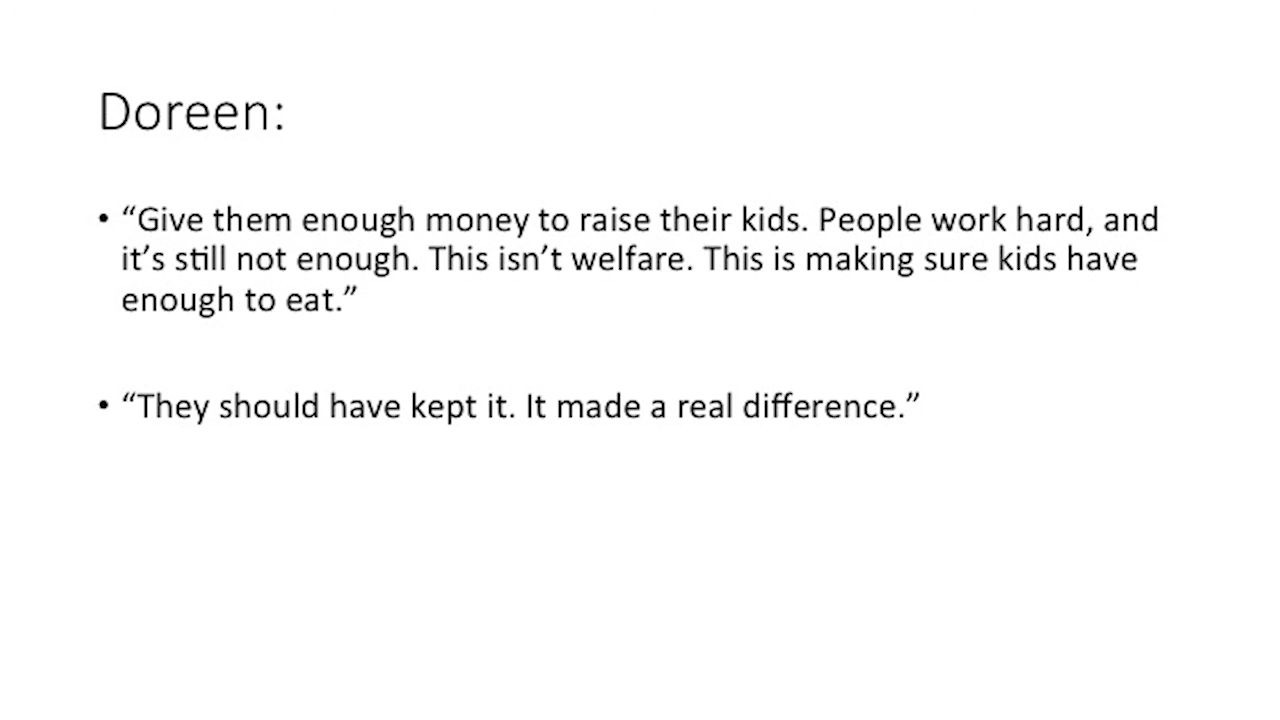 Doreen:
• “Give them enough money to raise their kids. People work hard, and
it’s still not enough. This isn’t welfare. This is making sure kids have
enough to eat.”
• “They should have kept it. It made a real difference.”